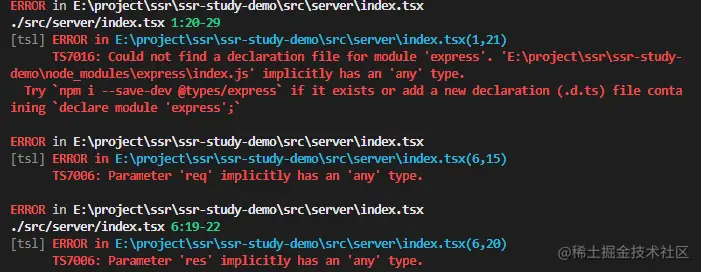 ERROR in E:\project\ssr\ssr-study-demo\src\server\index.tsx
./src/server/index.tsx 1:20-29
[tsl] ERROR in E:\project\ssr\ssr-study-demo\src\server\index.tsx(1,21)
TS7016: Could not find a declaration file for module 'express'. 'E:\project\ssr\ssr-study-
demo\node_modules\express\index.js' implicitly has an 'any' type.
Try `npm i --save-dev @types/express` if it exists or add a new declaration (.d.ts) file conta
ining `declare module 'express';`
ERROR in E:\project\ssr\ssr-study-demo\src\server\index.tsx
[tsl] ERROR in E:\project\ssr\ssr-study-demo\src\server\index.tsx(6,15)
TS7006: Parameter 'req' implicitly has an 'any' type.
ERROR in E:\project\ssr\ssr-study-demo\src\server\index.tsx
./src/server/index.tsx 6:19-22
[tsl] ERROR in E:\project\ssr\ssr-study-demo\src\server\index.tsx(6,20)
TS7006: Parameter 'res' implicitly has an 'any' type.
@稀土掘金技术社区